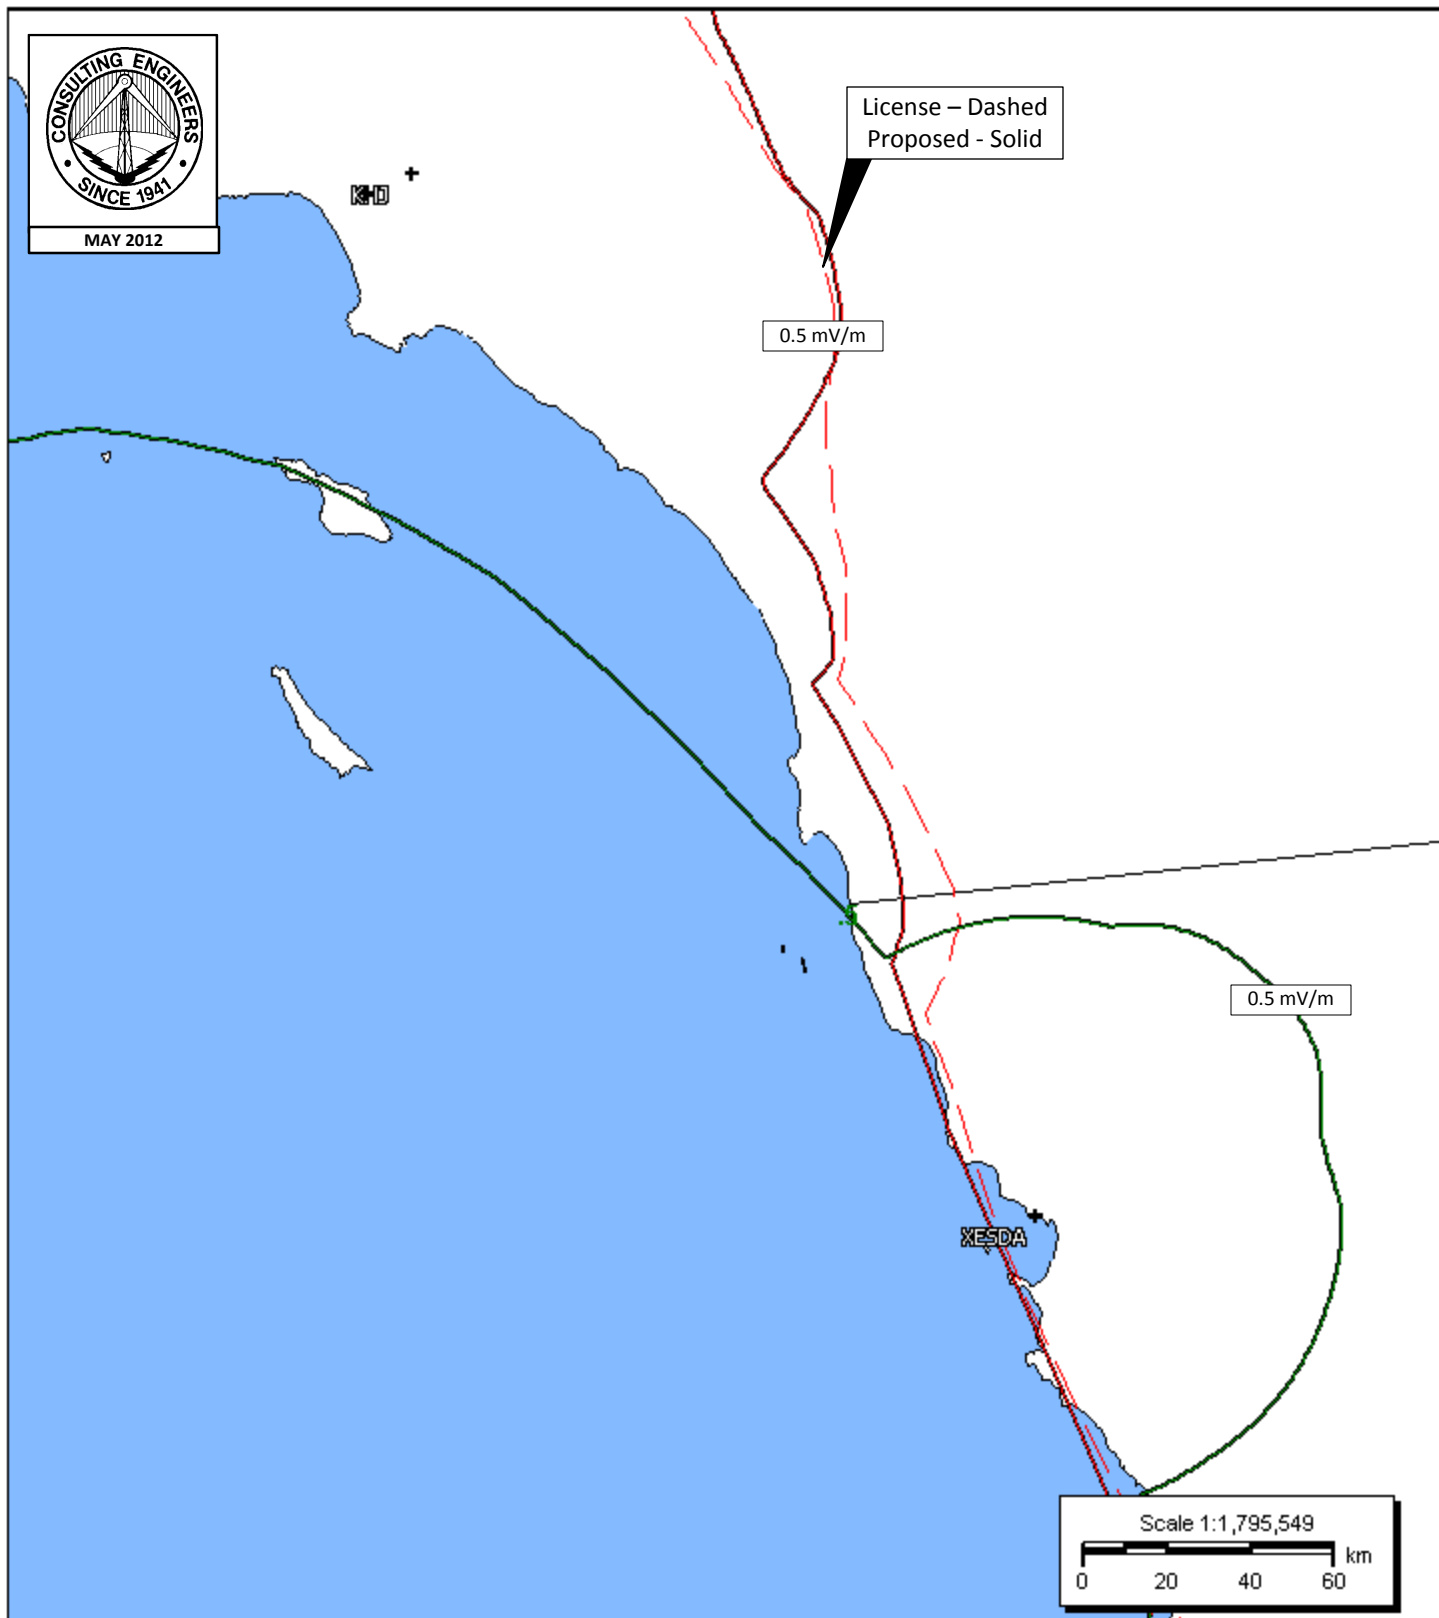 CONSULTING ENGINEERS
SINCE 1941
MAY 2012
License – Dashed
Proposed - Solid
0.5 mV/m
0.5 mV/m
XESDA
Scale 1:1,795,549
km
0 20 40 60